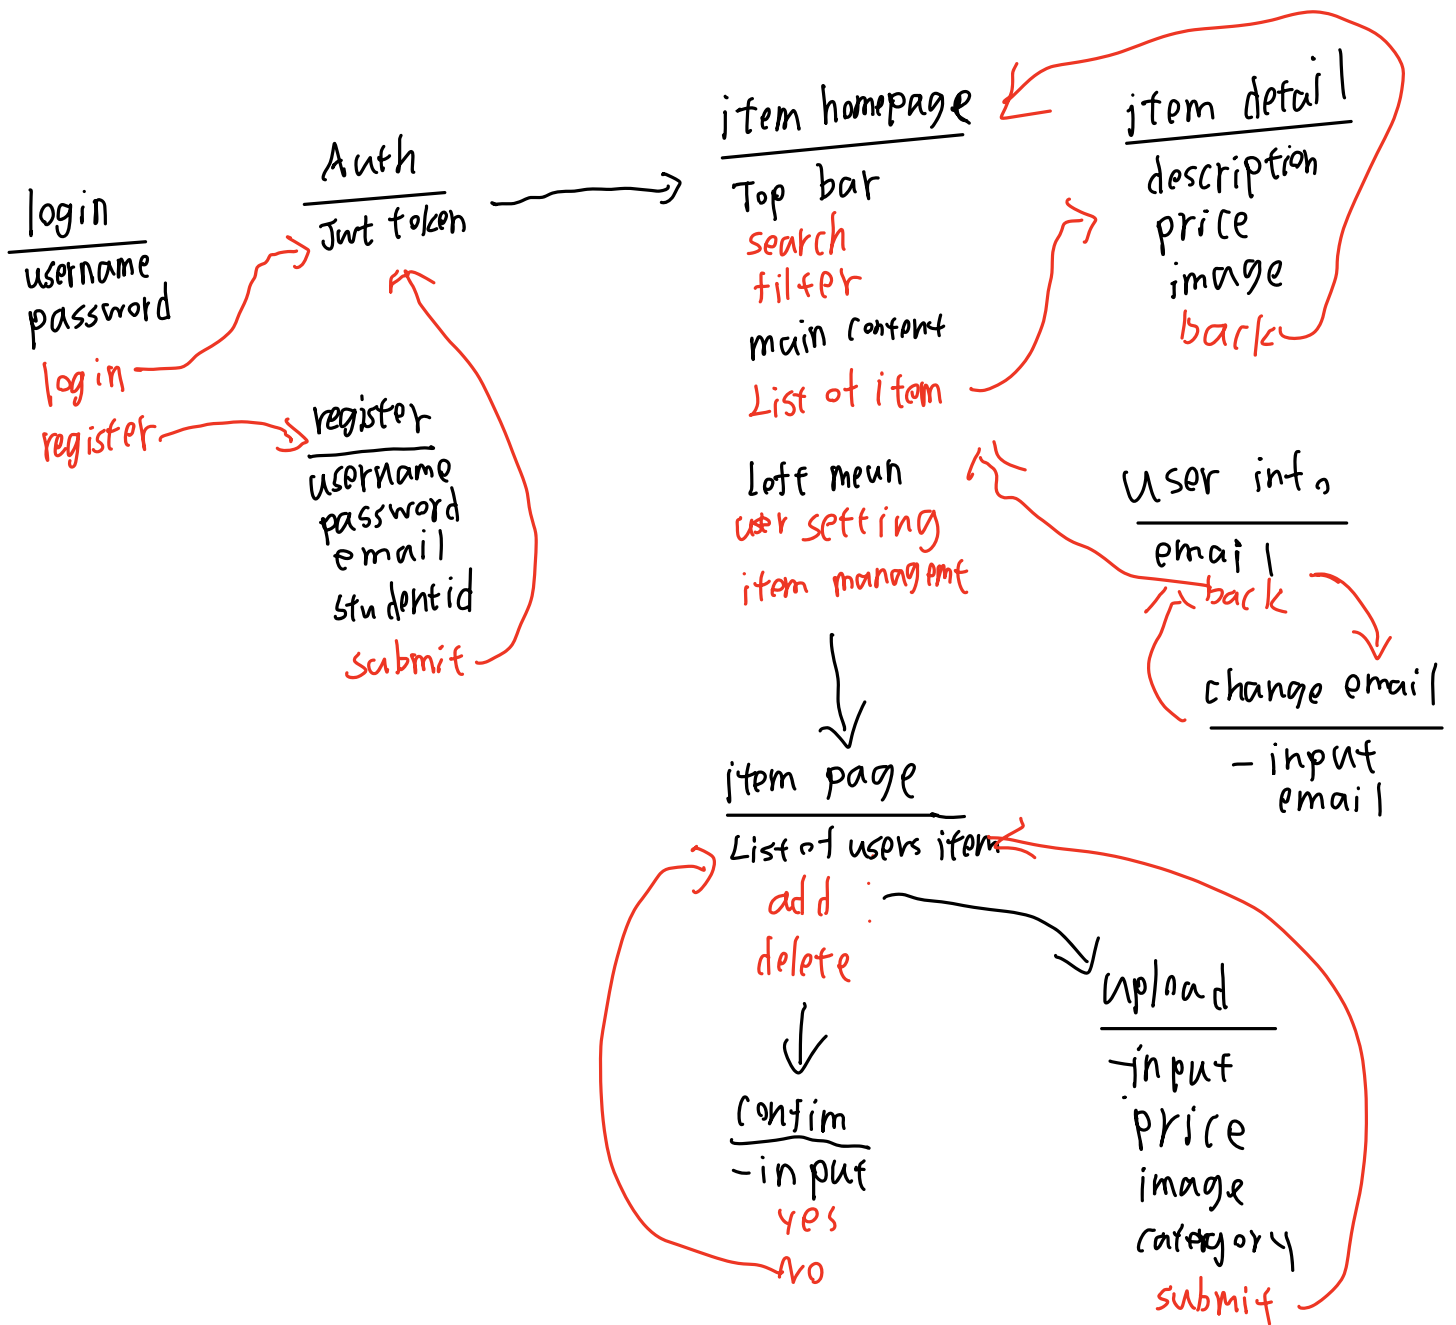 login
username
password
login
register
Auth
Jwt token
register
username
password
email
studentid
submit
item homepage
Top bar
search
filter
main content
List of item
left meun
user setting
item managemt
item detail
description
price
image
back
user info
email
back
change email
- input
email
item page
List of users item
add :
delete
confim
- input
yes
NO
upload
- input
price
image
category
submit